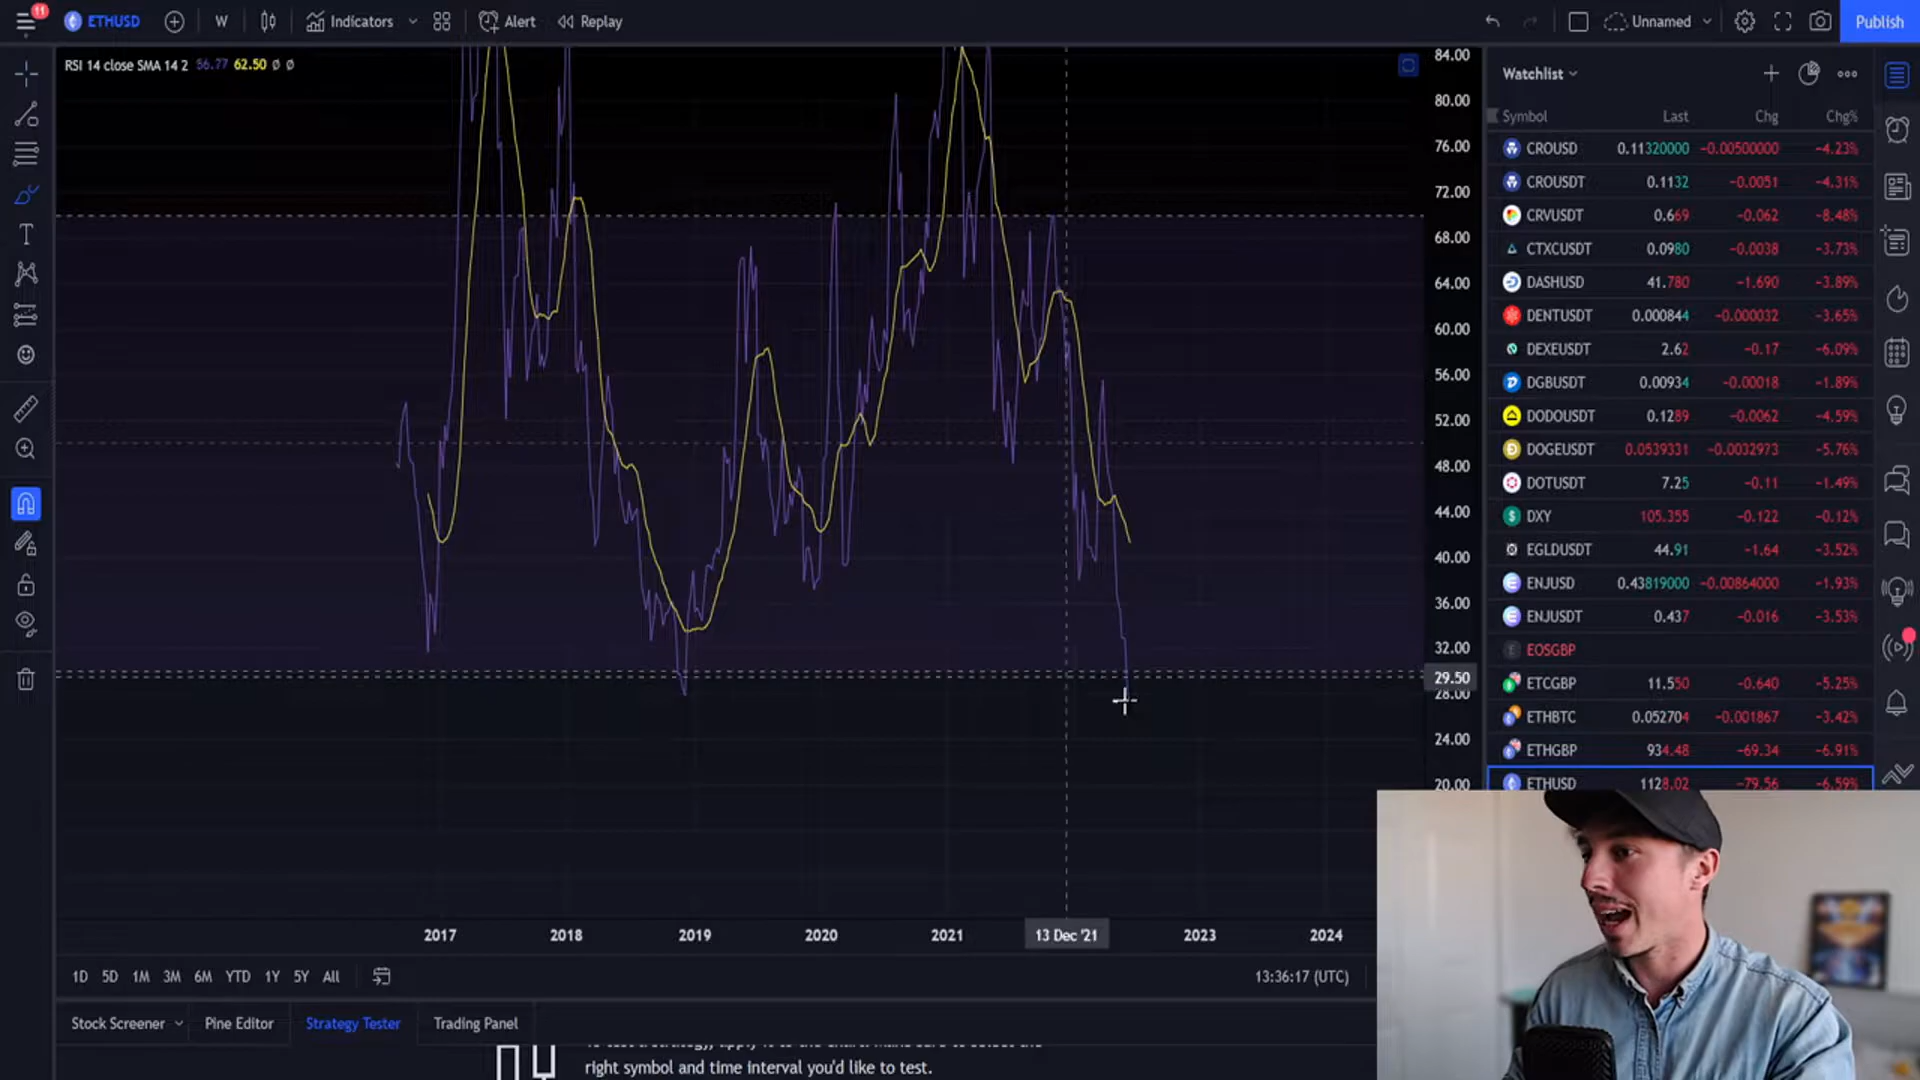 11
ETHUSD
W
Indicators
Alert
Replay
Unnamed
Publish
RSI 14 close SMA 14 2 56.77 62.50 Ø Ø
84.00
80.00
76.00
72.00
68.00
64.00
60.00
56.00
52.00
48.00
44.00
40.00
36.00
32.00
29.50
28.00
24.00
20.00
Watchlist
Symbol Last Chg Chg%
CROUSD 0.11320000 −0.00500000 −4.23%
CROUSDT 0.1132 −0.0051 −4.31%
CRVUSDT 0.669 −0.062 −8.48%
CTXCUSDT 0.0980 −0.0038 −3.73%
DASHUSD 41.780 −1.690 −3.89%
DENTUSDT 0.000844 −0.000032 −3.65%
DEXEUSDT 2.62 −0.17 −6.09%
DGBUSDT 0.00934 −0.00018 −1.89%
DODOUSDT 0.1289 −0.0062 −4.59%
DOGEUSDT 0.0539331 −0.0032973 −5.76%
DOTUSDT 7.25 −0.11 −1.49%
DXY 105.355 −0.122 −0.12%
EGLDUSDT 44.91 −1.64 −3.52%
ENJUSD 0.43819000 −0.00864000 −1.93%
ENJUSDT 0.437 −0.016 −3.53%
EOSGBP
ETCGBP 11.550 −0.640 −5.25%
ETHBTC 0.052704 −0.001867 −3.42%
ETHGBP 934.48 −69.34 −6.91%
ETHUSD 1128.02 −79.56 −6.59%
2017 2018 2019 2020 2021 13 Dec '21 2023 2024
1D 5D 1M 3M 6M YTD 1Y 5Y All
13:36:17 (UTC)
Stock Screener Pine Editor Strategy Tester Trading Panel
right symbol and time interval you'd like to test.